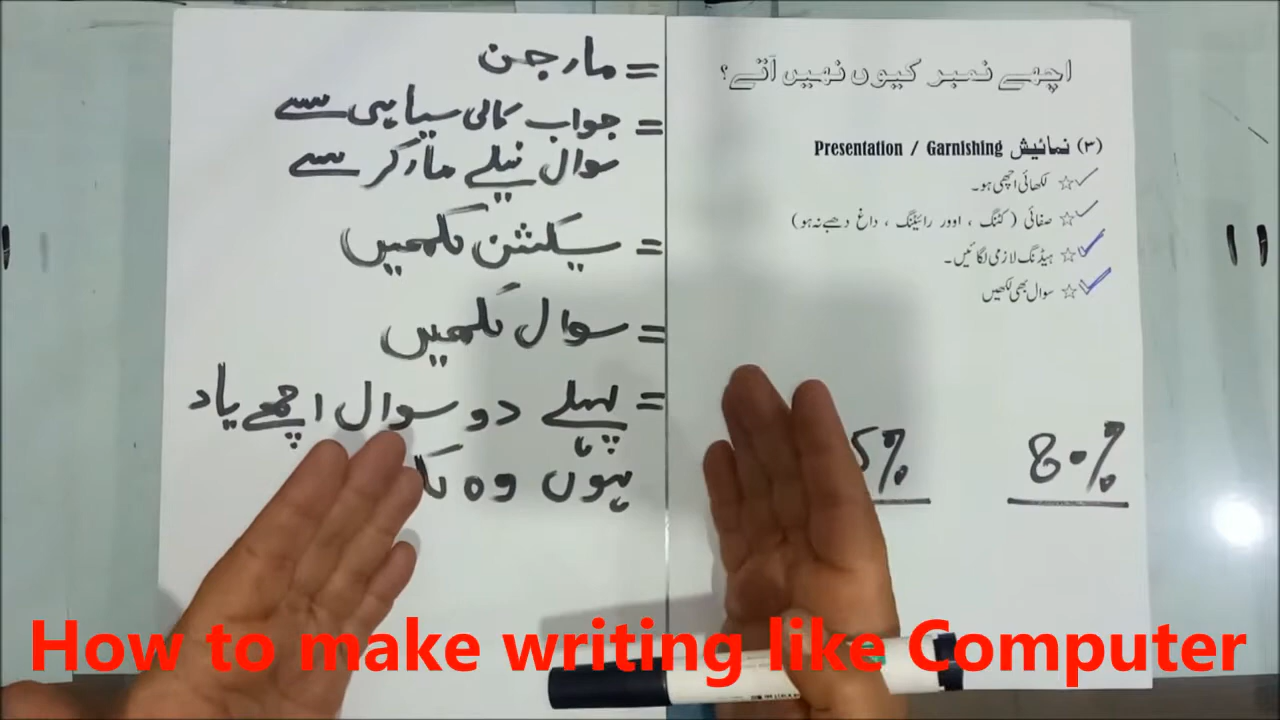 اچھے نمبر کیوں نہیں آتے؟
(۳) نمائیش Presentation / Garnishing
☆ لکھائی اچھی ہو۔
☆ صفائی ( کٹنگ ، اوور رائیٹنگ ، داغ دھبے نہ ہو)
☆ ہیڈنگ لازمی لگائیں۔
☆ سوال بھی لکھیں
80% 5%
= مارجن
= جواب کالی سیاہی سے
سوال نیلے مارکر سے
= سیکشن لکھیں
= سوال لکھیں
= پہلے دو سوال اچھے یاد
ہوں وہ
How to make writing like Computer